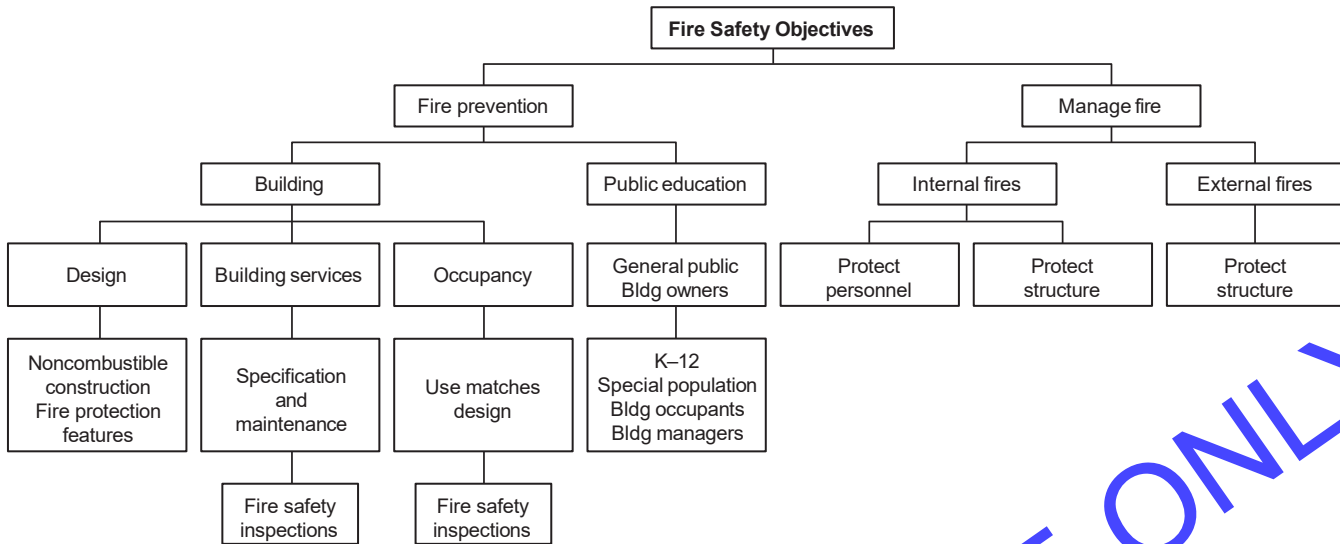 Fire Safety Objectives
Fire prevention
Manage fire
Building
Public education
Internal fires
External fires
Design
Building services
Occupancy
General public
Bldg owners
Protect
personnel
Protect
structure
Protect
structure
Noncombustible
construction
Fire protection
features
Specification
and
maintenance
Use matches
design
K–12
Special population
Bldg occupants
Bldg managers
Fire safety
inspections
Fire safety
inspections
ONLY